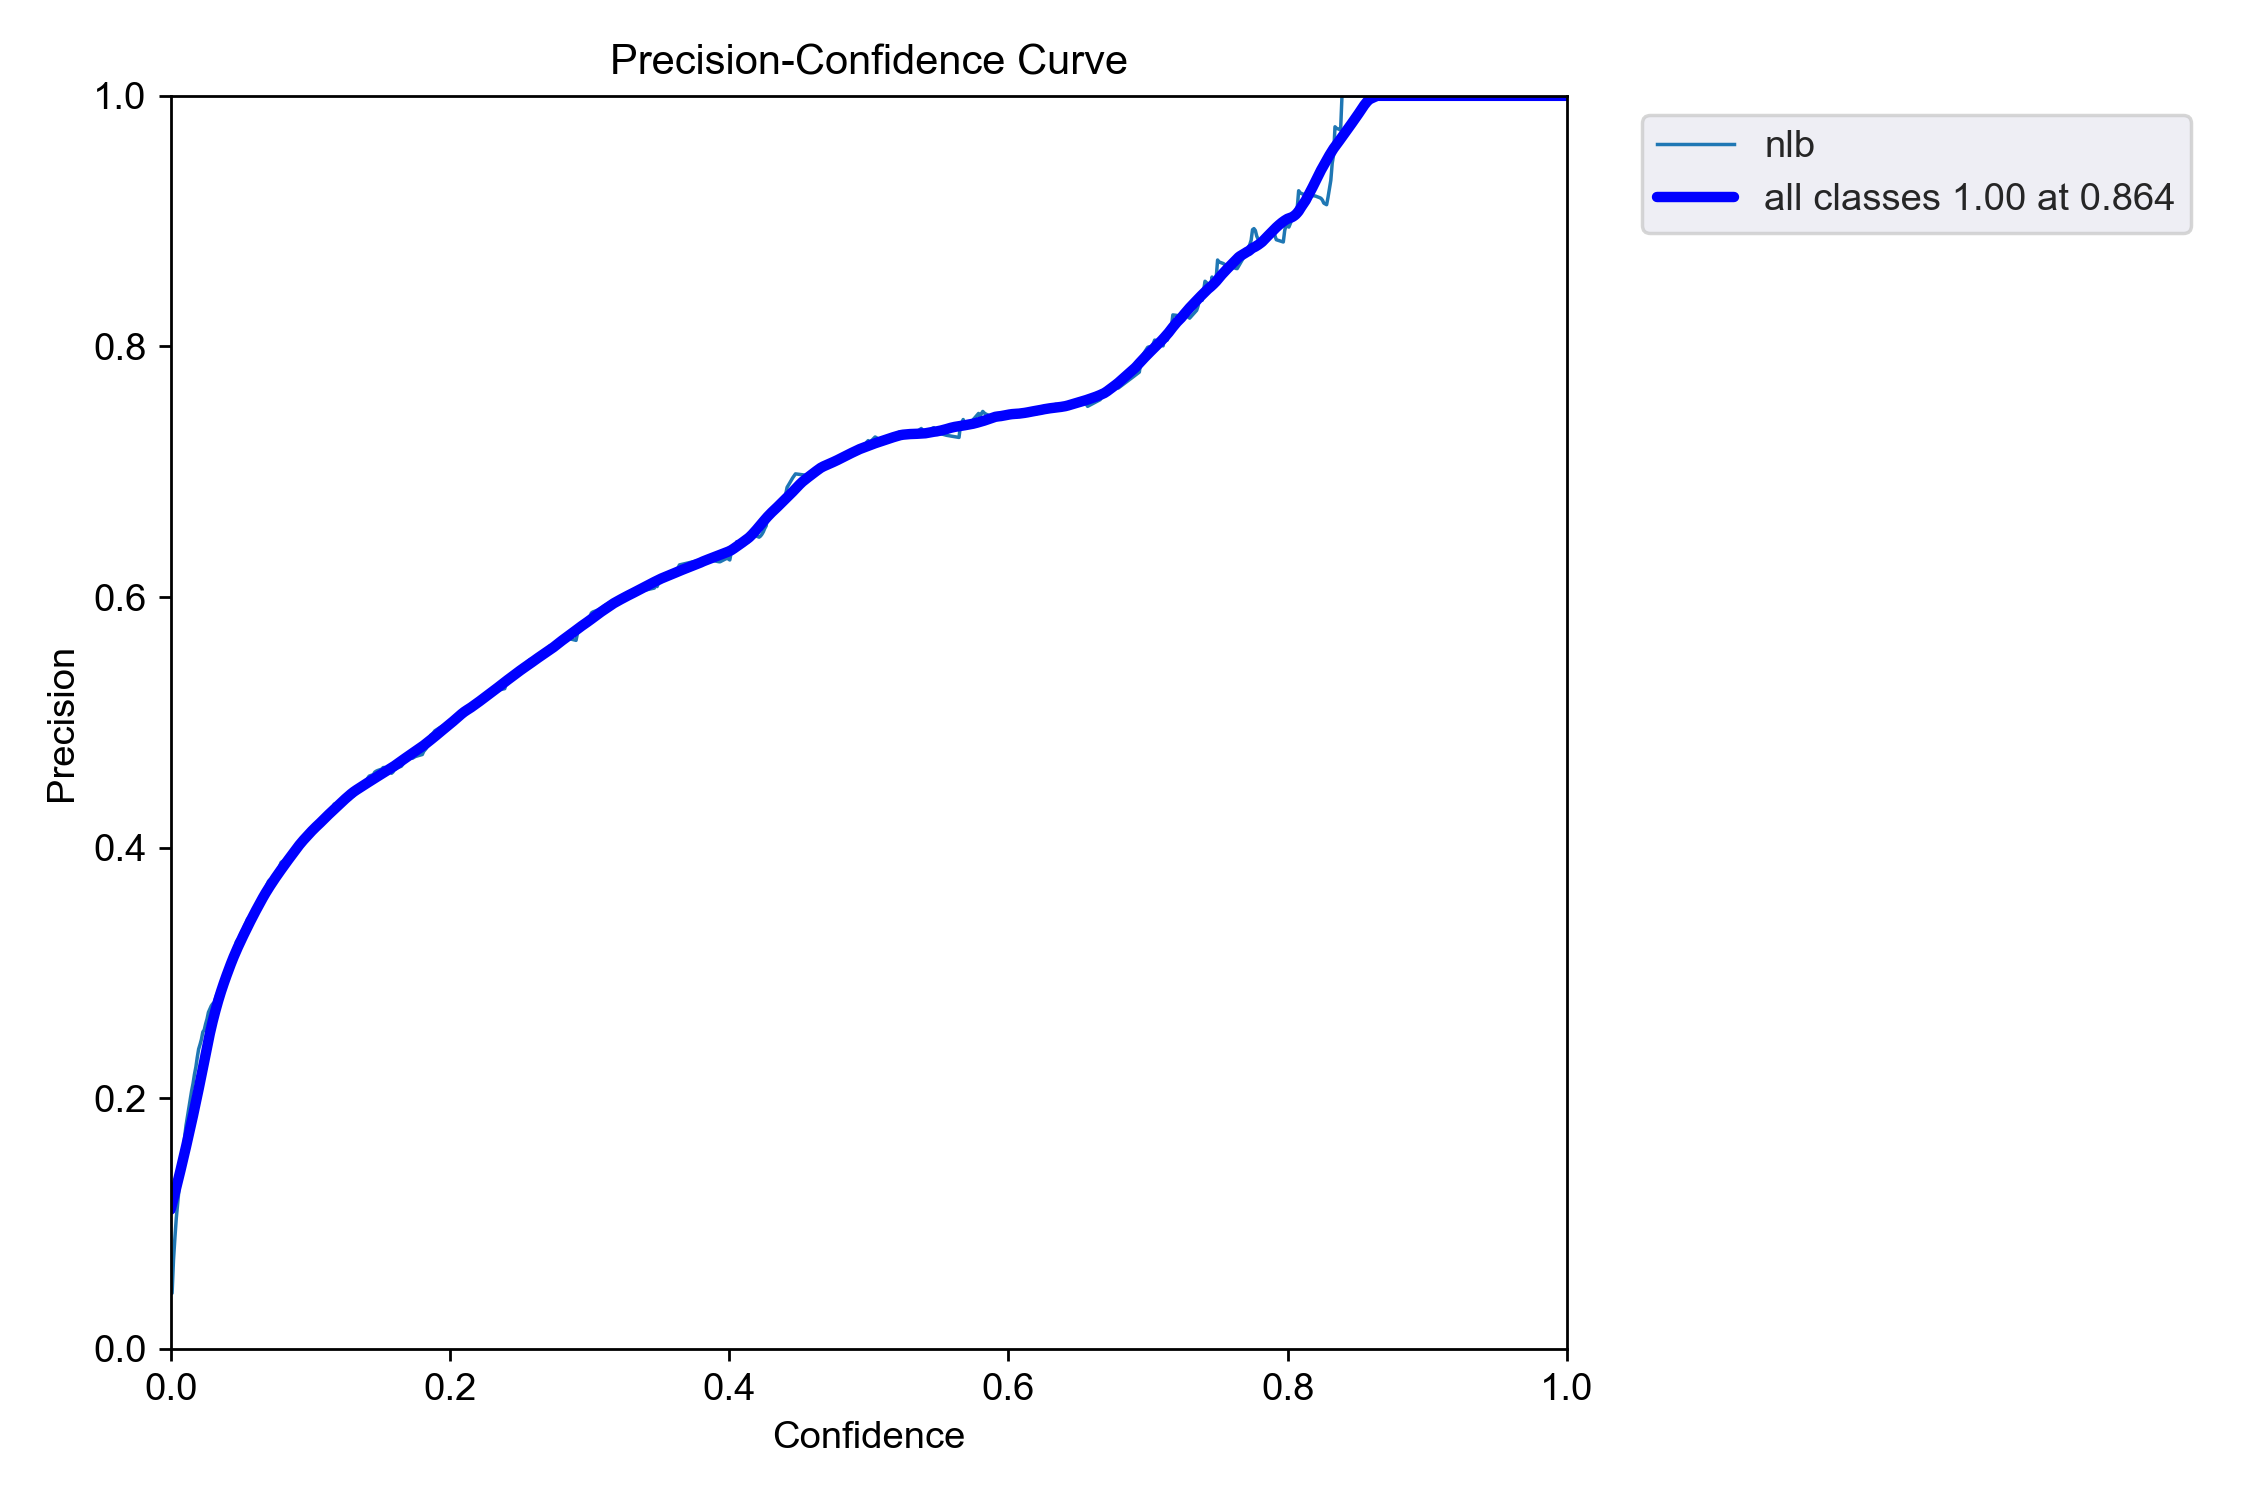 Precision-Confidence Curve
1.0
0.8
0.6
0.4
0.2
0.0
Precision
0.0 0.2 0.4 0.6 0.8 1.0
Confidence
nlb
all classes 1.00 at 0.864